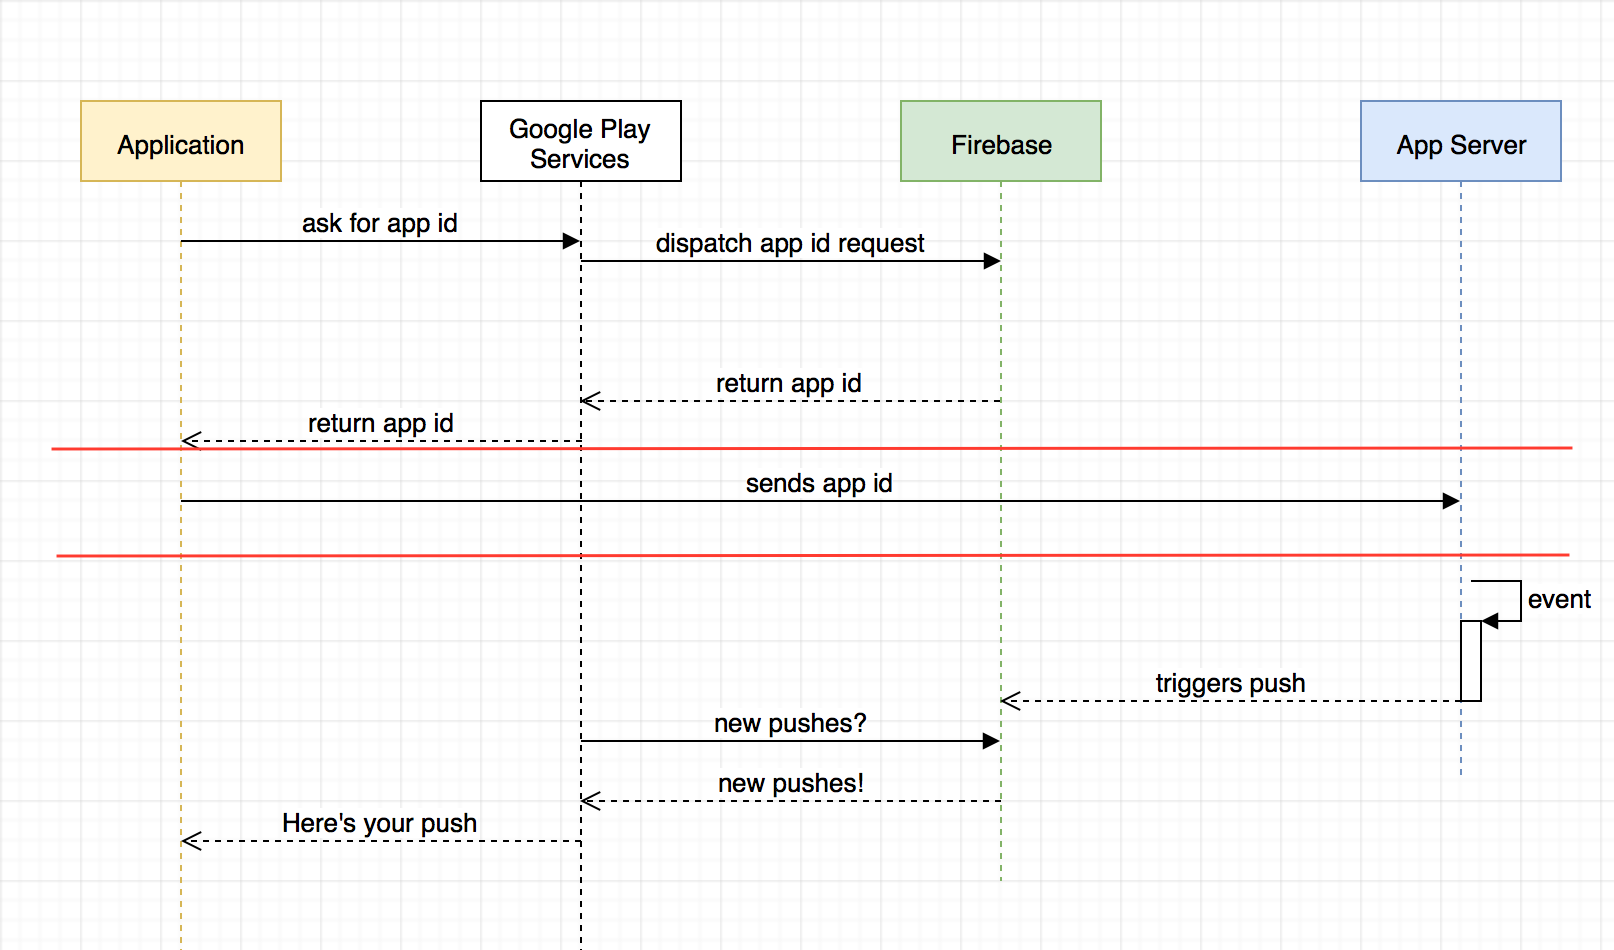 Application
Google Play
Services
Firebase
App Server
ask for app id
dispatch app id request
return app id
return app id
sends app id
event
triggers push
new pushes?
new pushes!
Here's your push